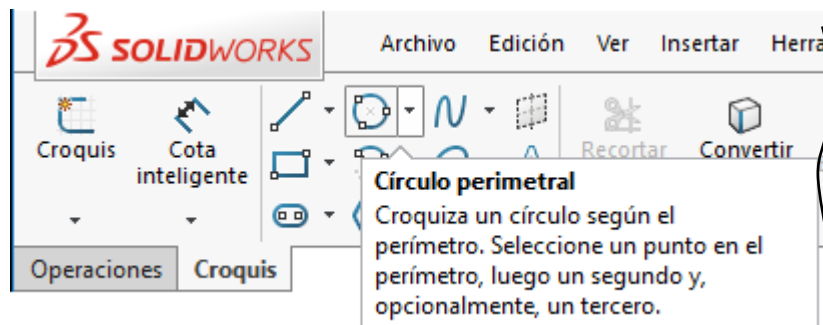 SOLIDWORKS
Archivo Edición Ver Insertar Herra
Croquis
Cota
inteligente
Recortar
Convertir
Círculo perimetral
Croquiza un círculo según el
perímetro. Seleccione un punto en el
perímetro, luego un segundo y,
opcionalmente, un tercero.
Operaciones Croquis